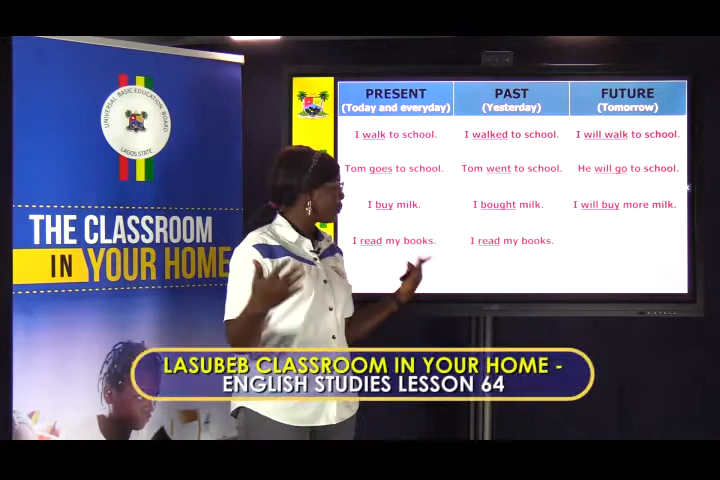 UNIVERSAL BASIC EDUCATION BOARD
LAGOS STATE
THE CLASSROOM
IN YOUR HOME
PRESENT PAST FUTURE
(Today and everyday) (Yesterday) (Tomorrow)
I walk to school. I walked to school. I will walk to school.
Tom goes to school. Tom went to school. He will go to school.
I buy milk. I bought milk. I will buy more milk.
I read my books. I read my books.
LASUBEB CLASSROOM IN YOUR HOME -
ENGLISH STUDIES LESSON 64